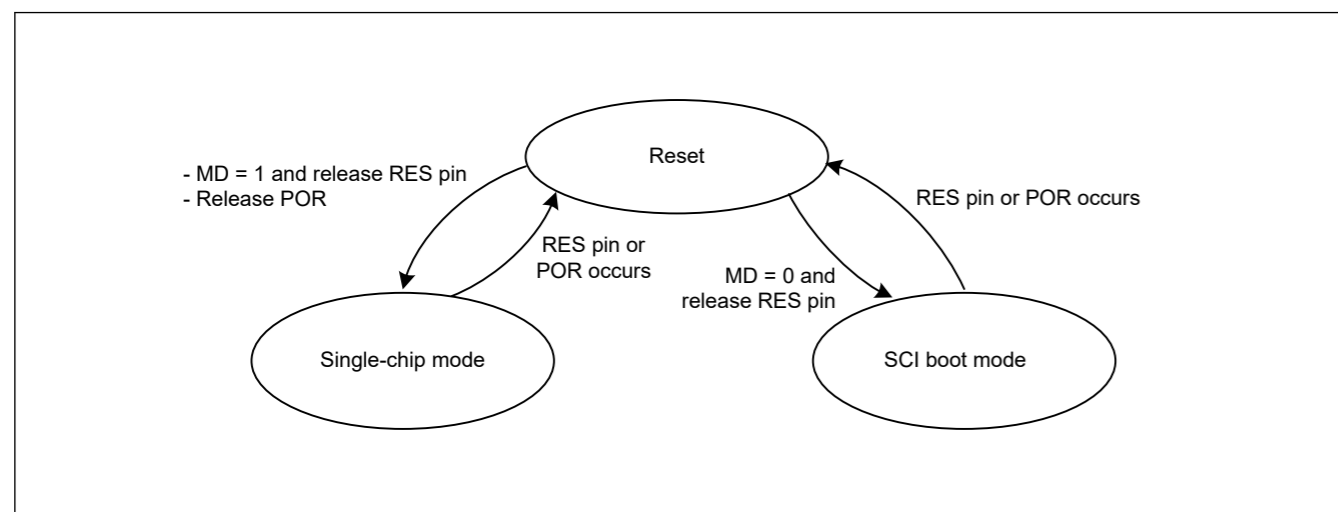 Reset
- MD = 1 and release RES pin
- Release POR
RES pin or POR occurs
RES pin or
POR occurs
MD = 0 and
release RES pin
Single-chip mode
SCI boot mode